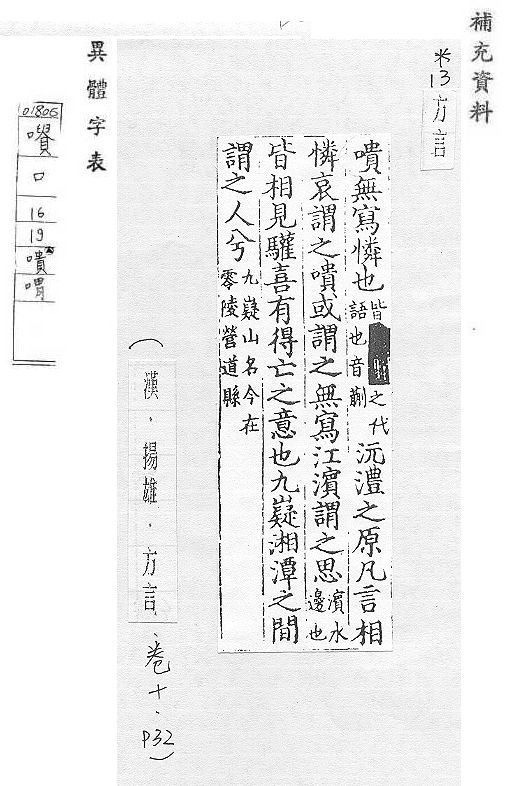 補充資料
*13方言
嘳無寫憐也皆之代語也音蒯沅澧之原凡言相
憐哀謂之嘳或謂之無寫江濱謂之思濱水邊也
皆相見驩喜有得亡之意也九嶷湘潭之間
謂之人兮九嶷山名今在零陵營道縣
(漢・揚雄・方言・卷十・P32)
異體字表
01806
口
16
19
嘳
喟